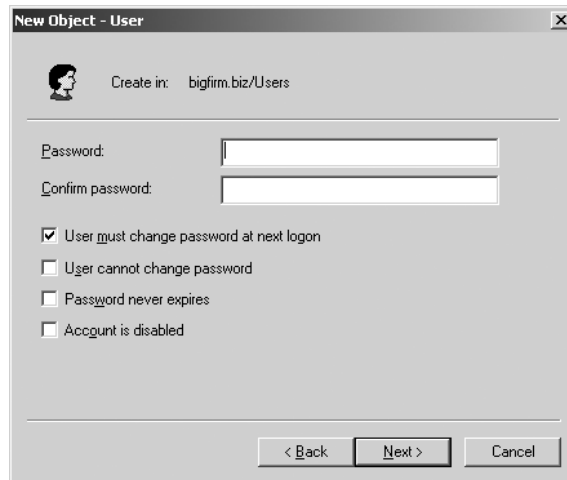 New Object - User
Create in: bigfirm.biz/Users
Password:
Confirm password:
User must change password at next logon
User cannot change password
Password never expires
Account is disabled
< Back Next > Cancel